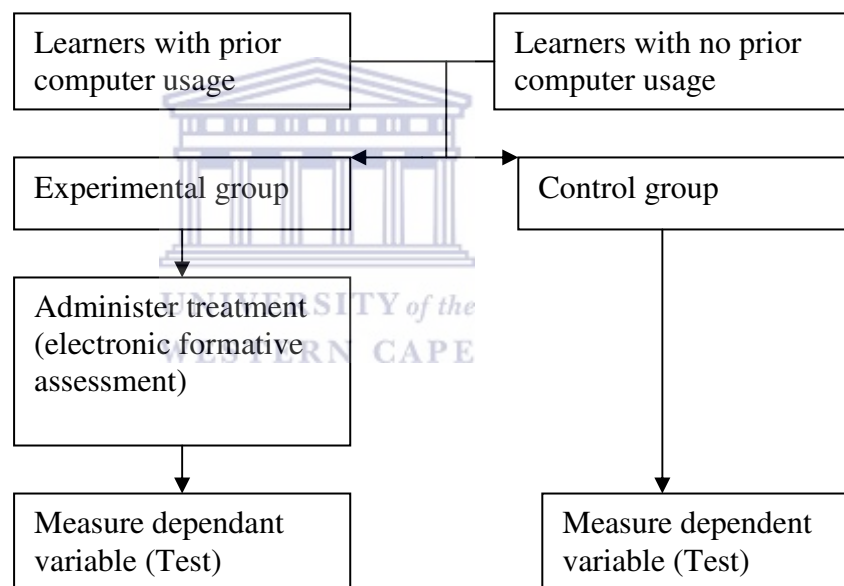 Learners with prior
computer usage
Learners with no prior
computer usage
Experimental group
Control group
Administer treatment
(electronic formative
assessment)
UNIVERSITY of the
WESTERN CAPE
Measure dependant
variable (Test)
Measure dependent
variable (Test)